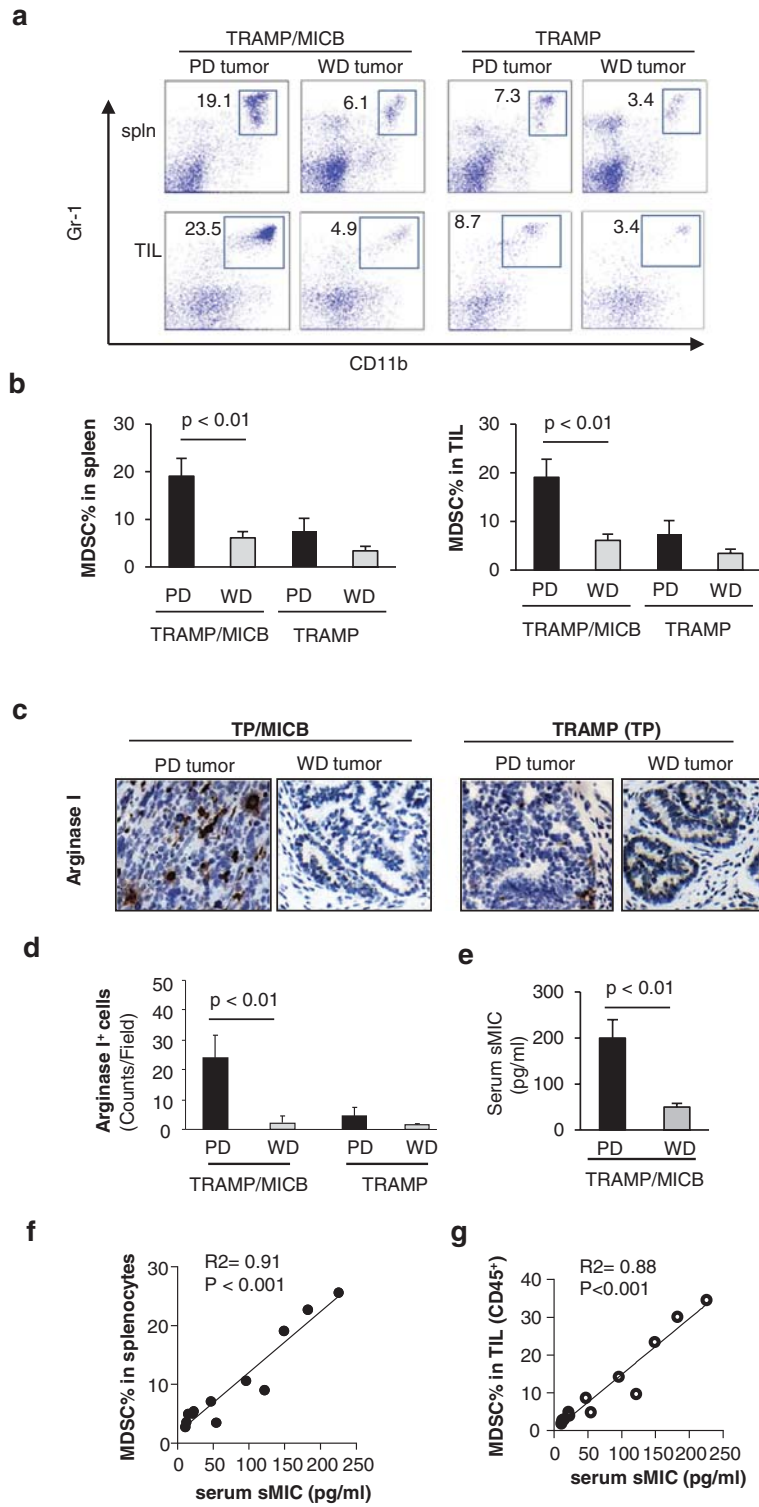 a
TRAMP/MICB TRAMP
PD tumor WD tumor PD tumor WD tumor
spln 19.1 6.1 7.3 3.4
Gr-1
TIL 23.5 4.9 8.7 3.4
CD11b
b
MDSC% in spleen
30
20
10
0
p < 0.01
PD WD PD WD
TRAMP/MICB TRAMP
MDSC% in TIL
30
20
10
0
p < 0.01
PD WD PD WD
TRAMP/MICB TRAMP
c
TP/MICB TRAMP (TP)
PD tumor WD tumor PD tumor WD tumor
Arginase I
d
Arginase I⁺ cells
(Counts/Field)
50
40
30
20
10
0
p < 0.01
PD WD PD WD
TRAMP/MICB TRAMP
e
Serum sMIC
(pg/ml)
300
200
100
0
p < 0.01
PD WD
TRAMP/MICB
f
R2= 0.91
P < 0.001
MDSC% in splenocytes
30
20
10
0
0 50 100 150 200 250
serum sMIC (pg/ml)
g
R2= 0.88
P<0.001
MDSC% in TIL (CD45⁺)
40
30
20
10
0
0 50 100 150 200 250
serum sMIC (pg/ml)